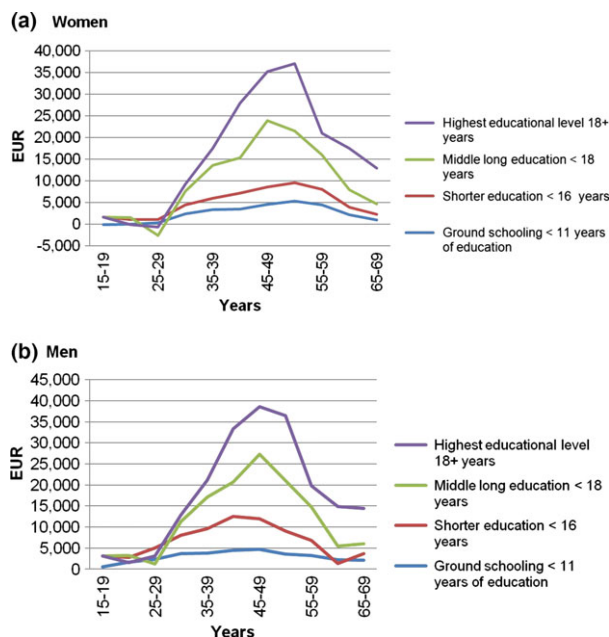 (a) Women
40,000
35,000
30,000
25,000
20,000
15,000
10,000
5,000
0
-5,000
EUR
15-19
25-29
35-39
45-49
55-59
65-69
Years
Highest educational level 18+
years
Middle long education < 18
years
Shorter education < 16 years
Ground schooling < 11 years
of education
(b) Men
45,000
40,000
35,000
30,000
25,000
20,000
15,000
10,000
5,000
0
EUR
15-19
25-29
35-39
45-49
55-59
65-69
Years
Highest educational level
18+ years
Middle long education < 18
years
Shorter education < 16
years
Ground schooling < 11
years of education